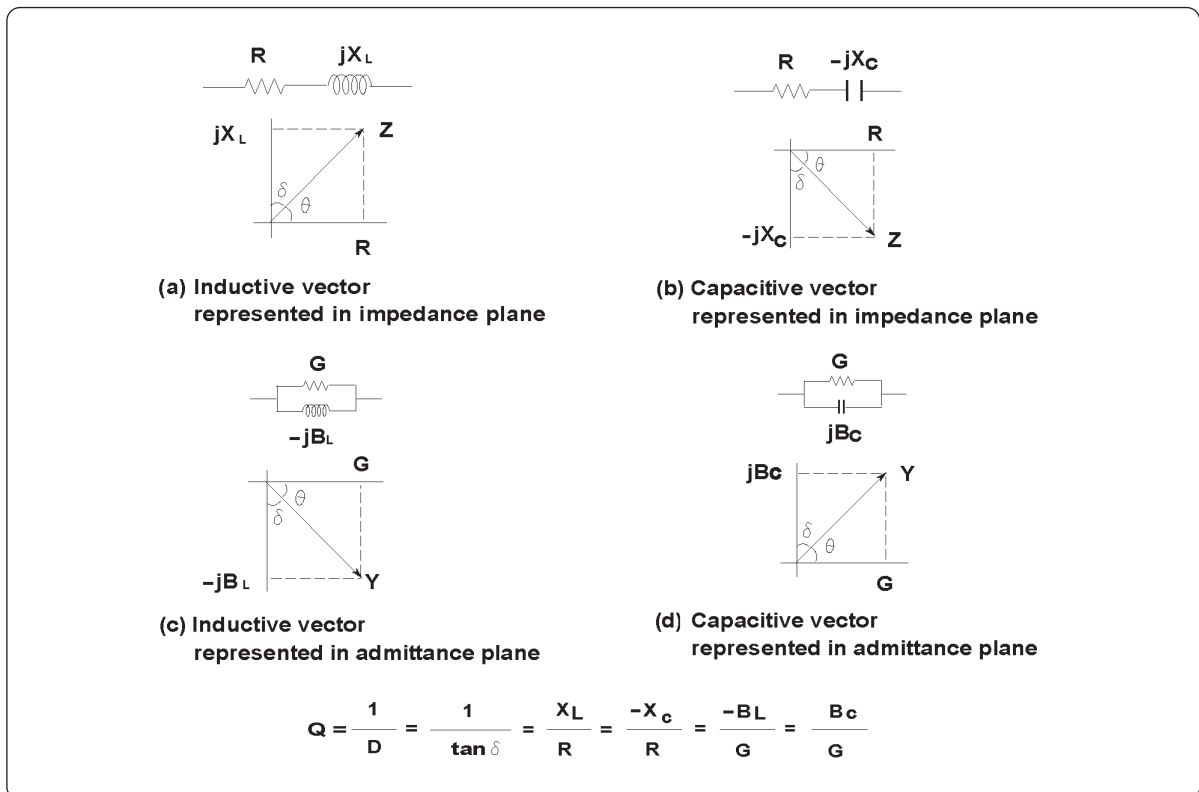 R jXL
jXL Z
δ θ
R
(a) Inductive vector
represented in impedance plane
R -jXC
R
θ
δ
-jXC Z
(b) Capacitive vector
represented in impedance plane
G
-jBL
G
θ
δ
-jBL Y
(c) Inductive vector
represented in admittance plane
G
jBC
jBC Y
δ θ
G
(d) Capacitive vector
represented in admittance plane
Q = 1/D = 1/tan δ = XL/R = -Xc/R = -BL/G = Bc/G